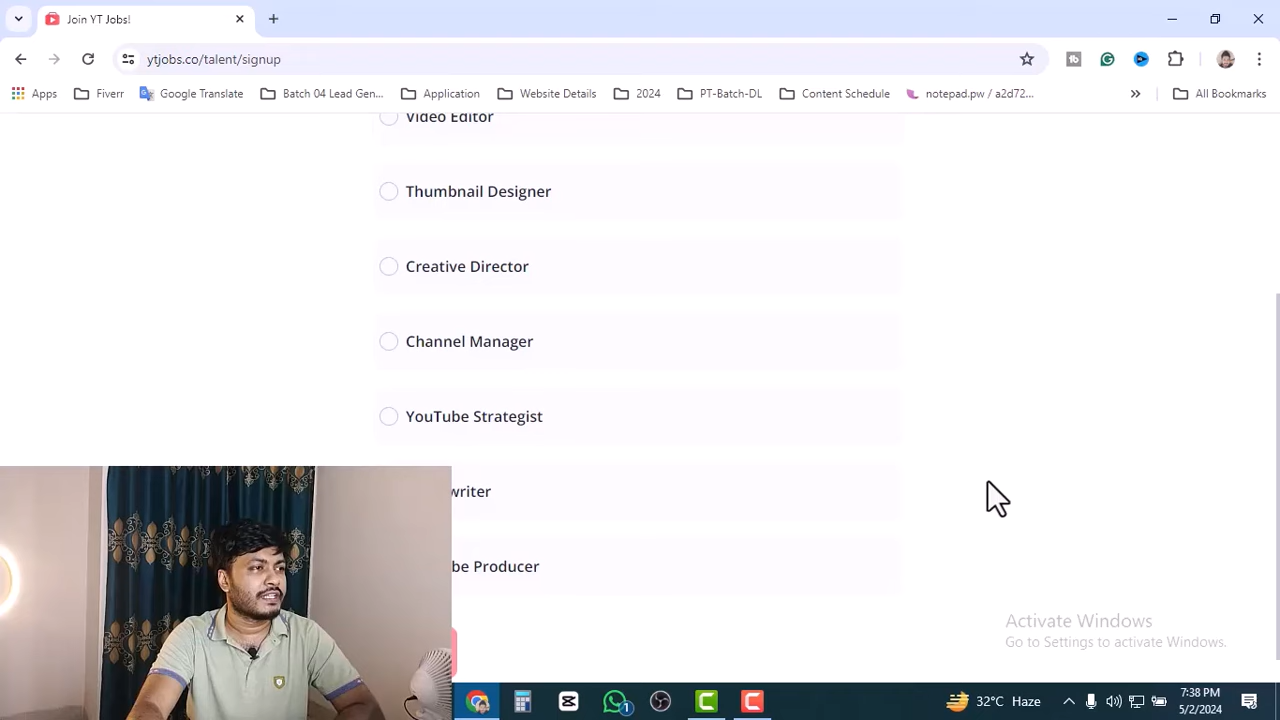 Join YT Jobs!
ytjobs.co/talent/signup
Apps
Fiverr
Google Translate
Batch 04 Lead Gen...
Application
Website Details
2024
PT-Batch-DL
Content Schedule
notepad.pw / a2d72...
All Bookmarks
Video Editor
Thumbnail Designer
Creative Director
Channel Manager
YouTube Strategist
writer
be Producer
Activate Windows
Go to Settings to activate Windows.
1
32°C Haze
7:38 PM
5/2/2024